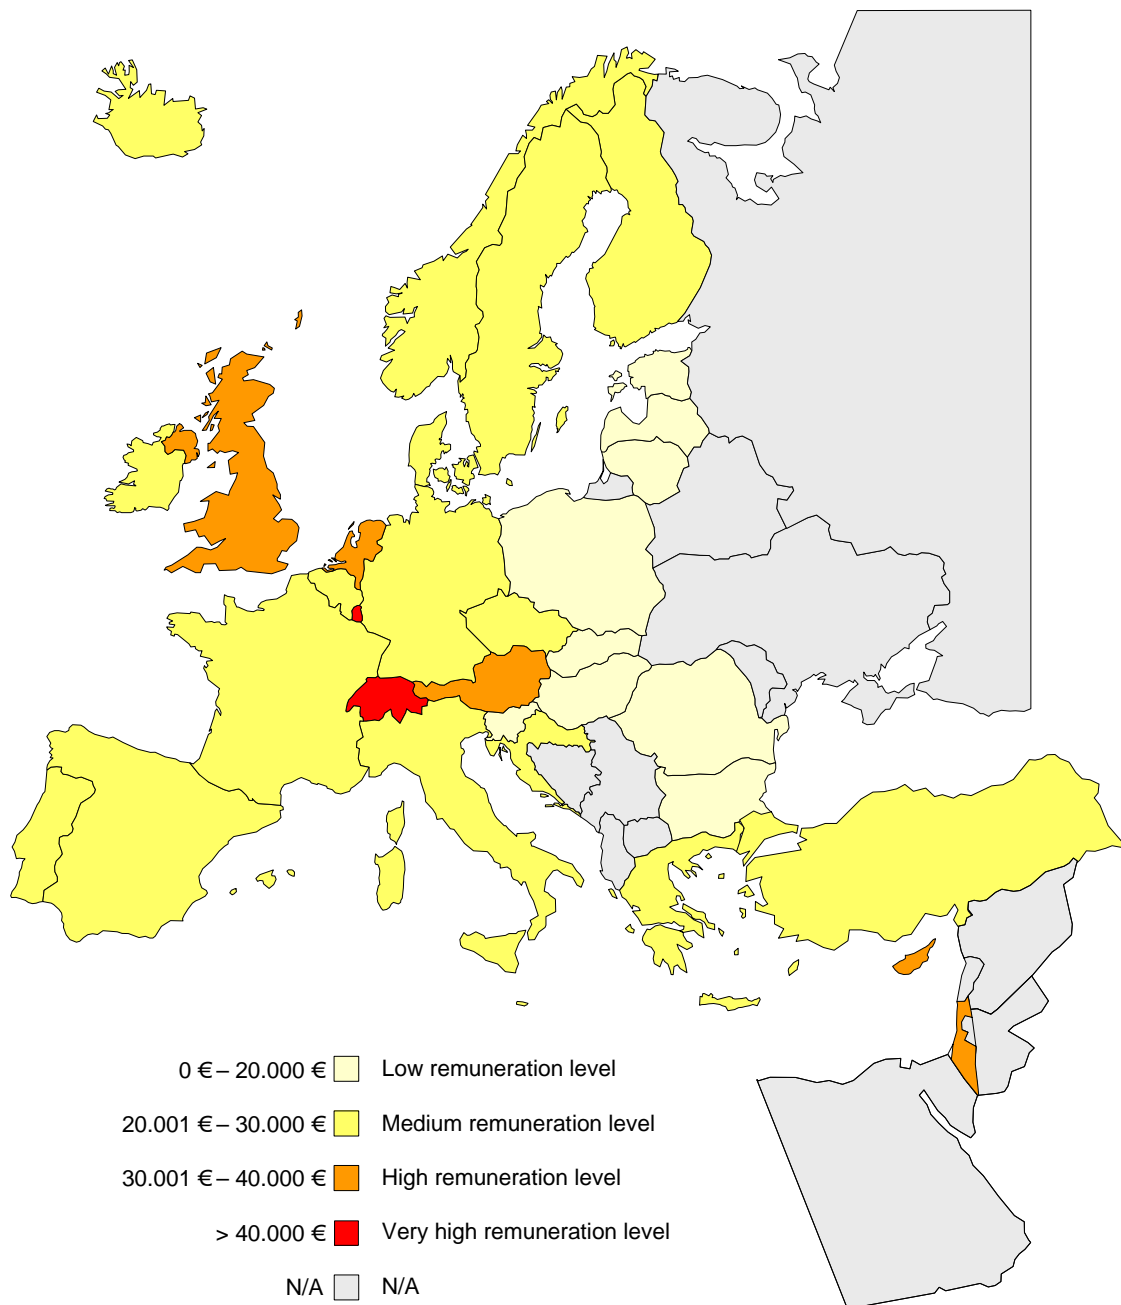 0 € – 20.000 € Low remuneration level
20.001 € – 30.000 € Medium remuneration level
30.001 € – 40.000 € High remuneration level
> 40.000 € Very high remuneration level
N/A N/A